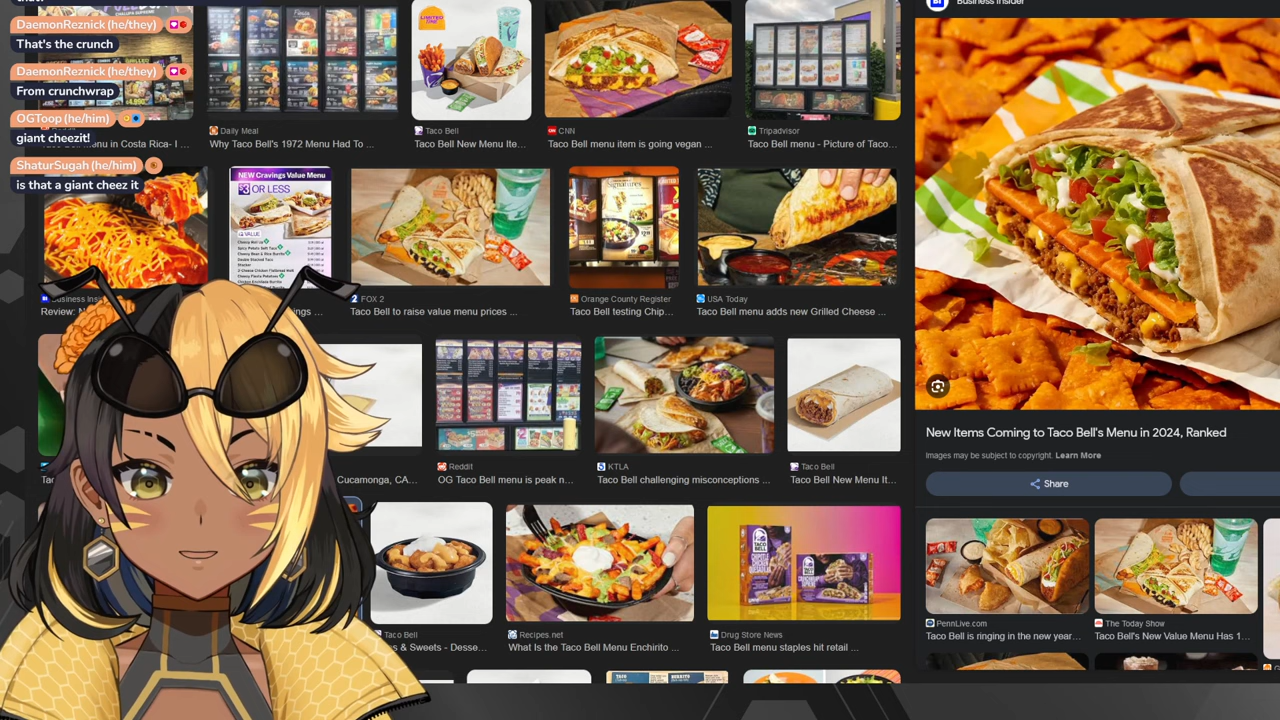 that?
DaemonReznick (he/they)
That's the crunch
DaemonReznick (he/they)
From crunchwrap
OGToop (he/him)
giant cheezit!
ShaturSugah (he/him)
is that a giant cheez it
Menu in Costa Rica- I ...
Daily Meal
Why Taco Bell's 1972 Menu Had To ...
Taco Bell
Taco Bell New Menu Ite...
CNN
Taco Bell menu item is going vegan ...
Tripadvisor
Taco Bell menu - Picture of Taco...
NEW Cravings Value Menu
$3 OR LESS
Business Ins
Review: N
ngs ...
FOX 2
Taco Bell to raise value menu prices ...
Orange County Register
Taco Bell testing Chip...
USA Today
Taco Bell menu adds new Grilled Cheese ...
Cucamonga, CA...
Reddit
OG Taco Bell menu is peak n...
KTLA
Taco Bell challenging misconceptions ...
Taco Bell
Taco Bell New Menu It...
Taco Bell
s & Sweets - Desse...
Recipes.net
What Is the Taco Bell Menu Enchirito ...
Drug Store News
Taco Bell menu staples hit retail ...
Business Insider
New Items Coming to Taco Bell's Menu in 2024, Ranked
Images may be subject to copyright. Learn More
Share
PennLive.com
Taco Bell is ringing in the new year...
The Today Show
Taco Bell's New Value Menu Has 1...